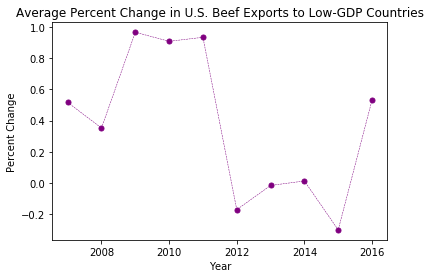 Average Percent Change in U.S. Beef Exports to Low-GDP Countries
1.0
0.8
0.6
0.4
0.2
0.0
−0.2
Percent Change
2008 2010 2012 2014 2016
Year